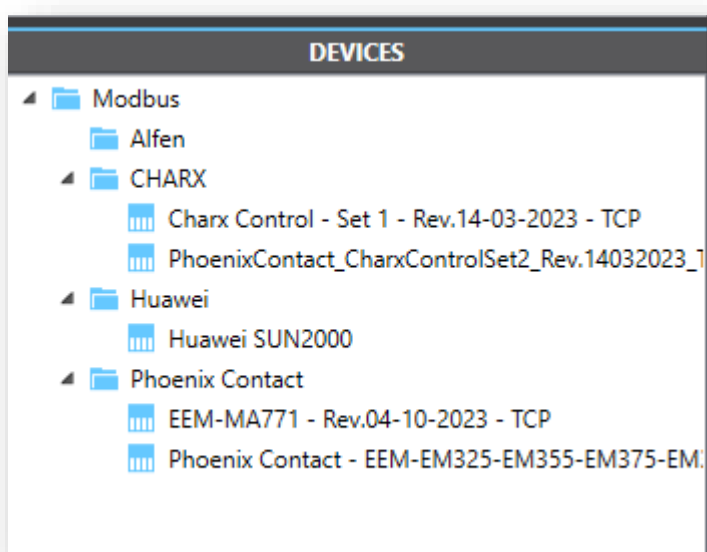 DEVICES
Modbus
Alfen
CHARX
Charx Control - Set 1 - Rev.14-03-2023 - TCP
PhoenixContact_CharxControlSet2_Rev.14032023_
Huawei
Huawei SUN2000
Phoenix Contact
EEM-MA771 - Rev.04-10-2023 - TCP
Phoenix Contact - EEM-EM325-EM355-EM375-EM